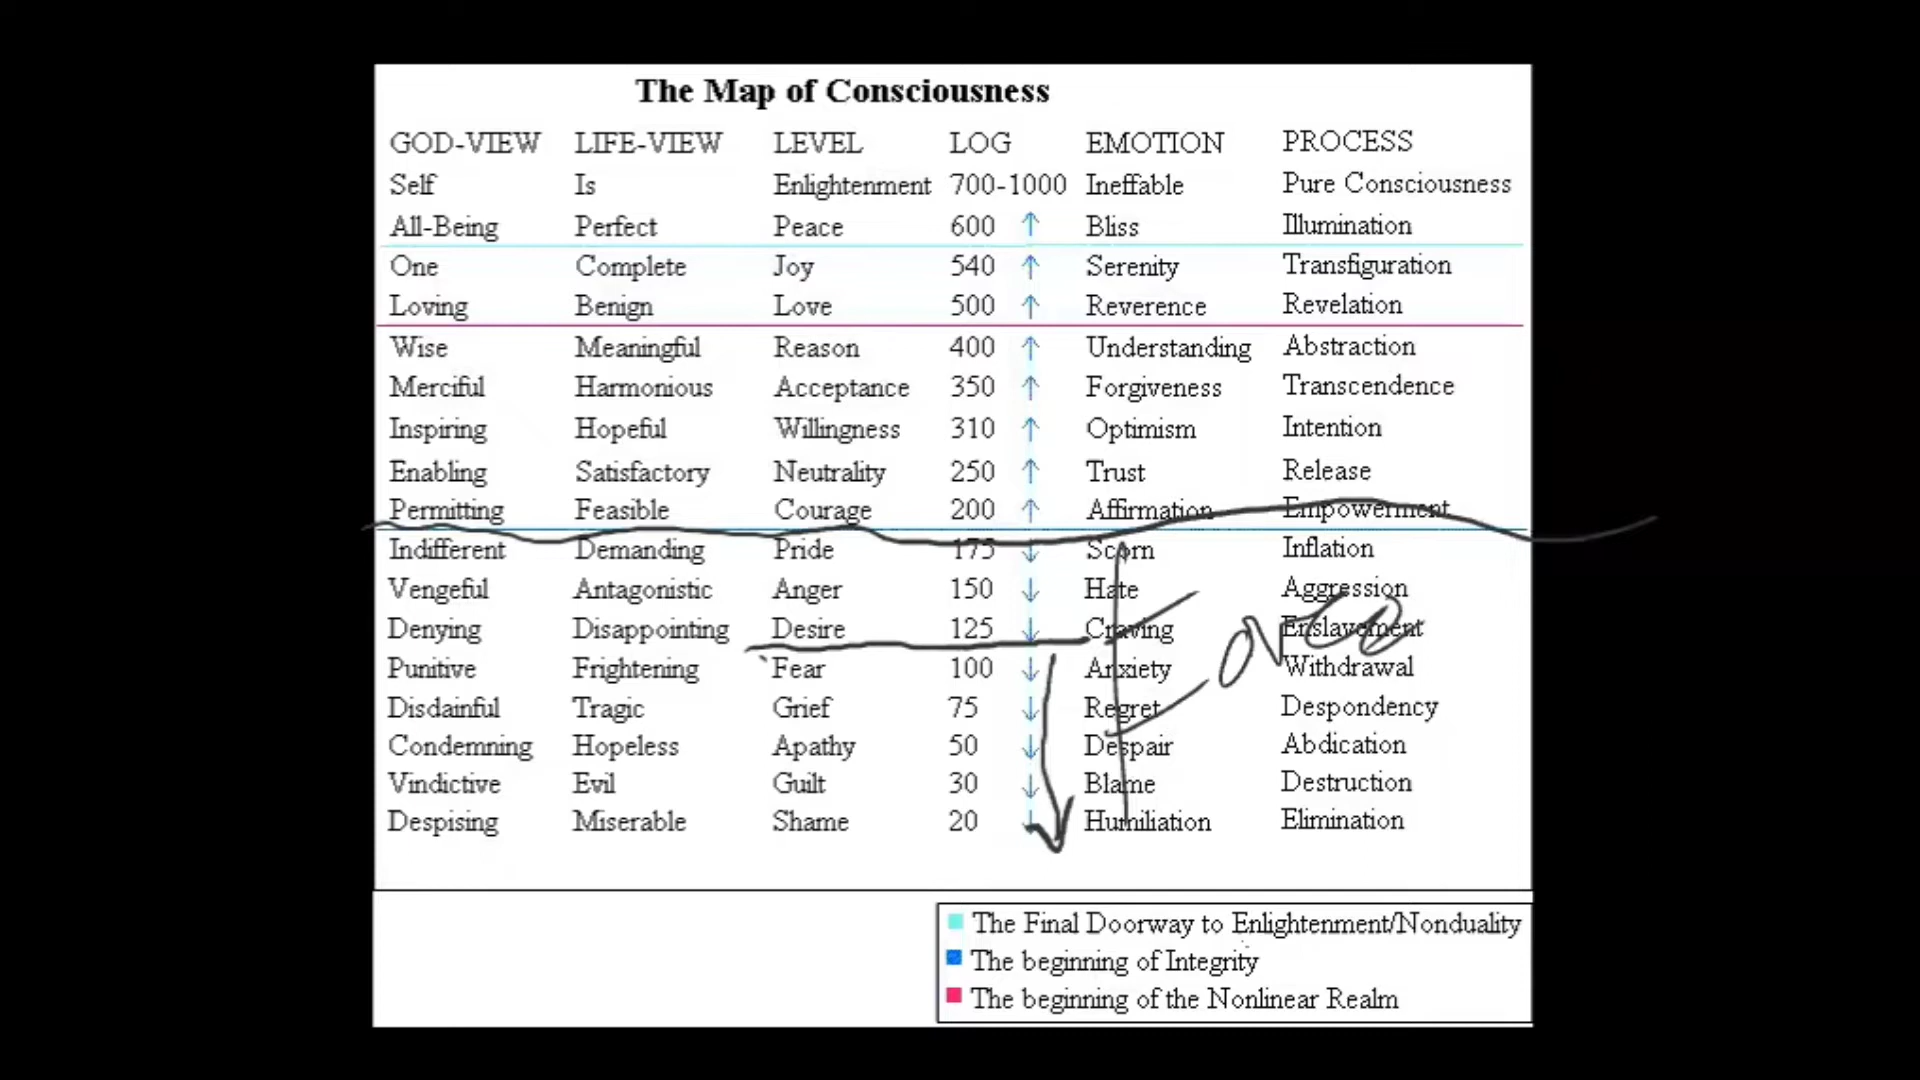 The Map of Consciousness
GOD-VIEW LIFE-VIEW LEVEL LOG EMOTION PROCESS
Self Is Enlightenment 700-1000 Ineffable Pure Consciousness
All-Being Perfect Peace 600 ↑ Bliss Illumination
One Complete Joy 540 ↑ Serenity Transfiguration
Loving Benign Love 500 ↑ Reverence Revelation
Wise Meaningful Reason 400 ↑ Understanding Abstraction
Merciful Harmonious Acceptance 350 ↑ Forgiveness Transcendence
Inspiring Hopeful Willingness 310 ↑ Optimism Intention
Enabling Satisfactory Neutrality 250 ↑ Trust Release
Permitting Feasible Courage 200 ↑ Affirmation Empowerment
Indifferent Demanding Pride 175 ↓ Scorn Inflation
Vengeful Antagonistic Anger 150 ↓ Hate Aggression
Denying Disappointing Desire 125 ↓ Craving Enslavement
Force
Punitive Frightening Fear 100 ↓ Anxiety Withdrawal
Disdainful Tragic Grief 75 ↓ Regret Despondency
Condemning Hopeless Apathy 50 ↓ Despair Abdication
Vindictive Evil Guilt 30 ↓ Blame Destruction
Despising Miserable Shame 20 ↓ Humiliation Elimination
The Final Doorway to Enlightenment/Nonduality
The beginning of Integrity
The beginning of the Nonlinear Realm